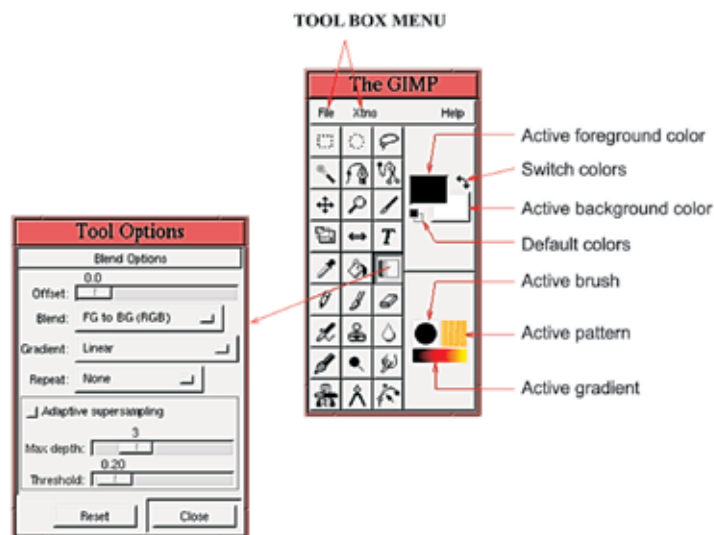 TOOL BOX MENU
The GIMP
File Xtns Help
Active foreground color
Switch colors
Active background color
Default colors
Active brush
Active pattern
Active gradient
T
Tool Options
Blend Options
0.0
Offset:
Blend: FG to BG (RGB)
Gradient: Linear
Repeat: None
Adaptive supersampling
3
Max depth:
0.20
Threshold:
Reset Close